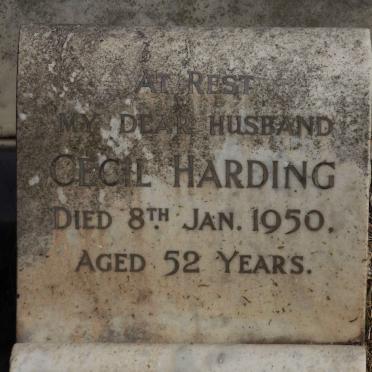 AT REST
MY DEAR HUSBAND
CECIL HARDING
DIED 8TH JAN. 1950.
AGED 52 YEARS.